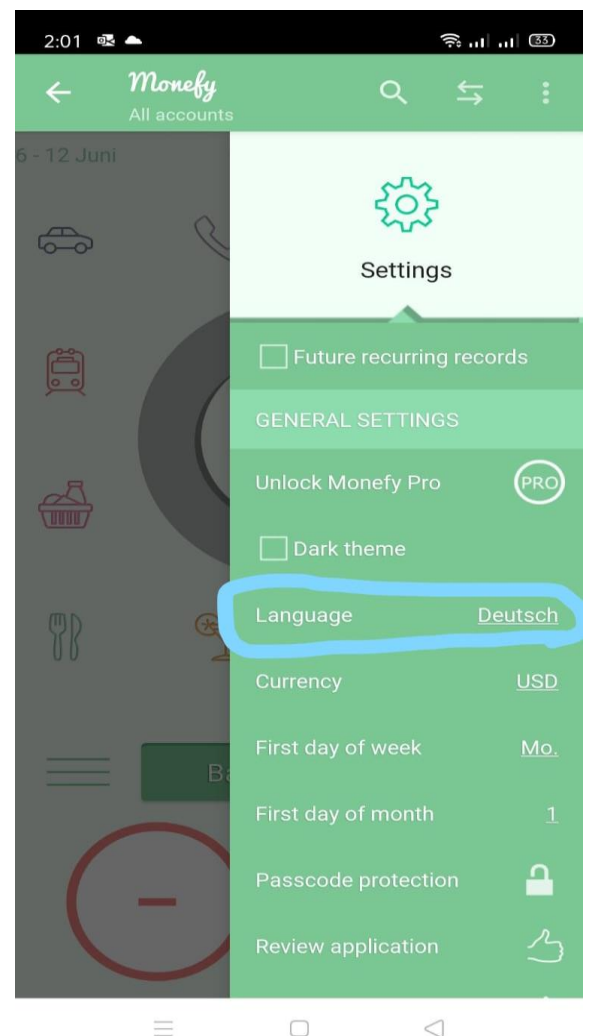 2:01
33
Monefy
All accounts
6 - 12 Juni
Settings
Future recurring records
GENERAL SETTINGS
Unlock Monefy Pro PRO
Dark theme
Language Deutsch
Currency USD
First day of week Mo.
Ba
First day of month 1
Passcode protection
Review application